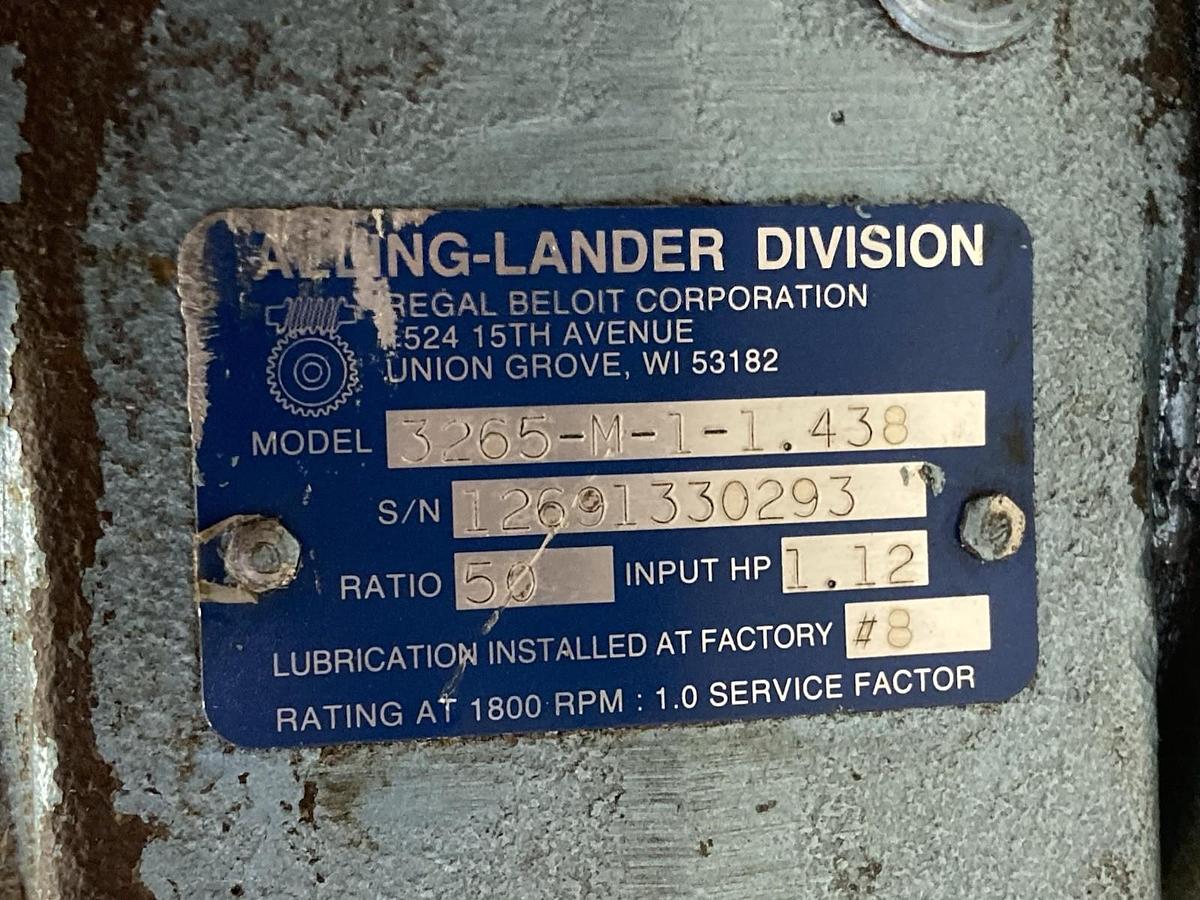 ALLING-LANDER DIVISION
REGAL BELOIT CORPORATION
524 15TH AVENUE
UNION GROVE, WI 53182
MODEL 3265-M-1-1.438
S/N 12691330293
RATIO 50 INPUT HP 1.12
LUBRICATION INSTALLED AT FACTORY #8
RATING AT 1800 RPM : 1.0 SERVICE FACTOR